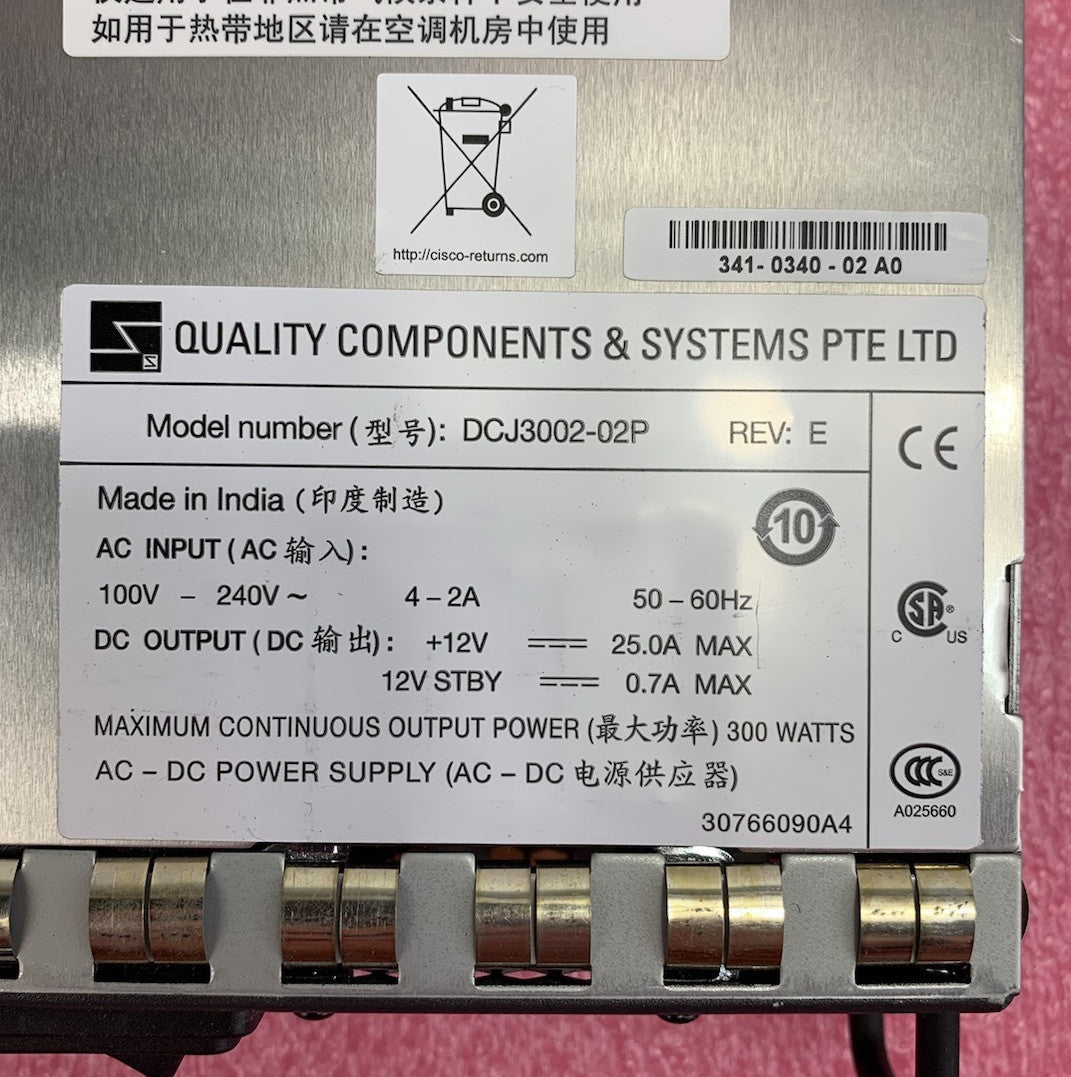 如用于热带地区请在空调机房中使用
http://cisco-returns.com
341- 0340 - 02 A0
QUALITY COMPONENTS & SYSTEMS PTE LTD
Model number (型号): DCJ3002-02P REV: E
CE
Made in India (印度制造)
10
AC INPUT (AC 输入):
100V – 240V ~ 4 – 2A 50 – 60Hz
DC OUTPUT (DC 输出): +12V 25.0A MAX
12V STBY 0.7A MAX
C SA ® US
MAXIMUM CONTINUOUS OUTPUT POWER (最大功率) 300 WATTS
AC – DC POWER SUPPLY (AC – DC 电源供应器)
CCC S&E
A025660
30766090A4